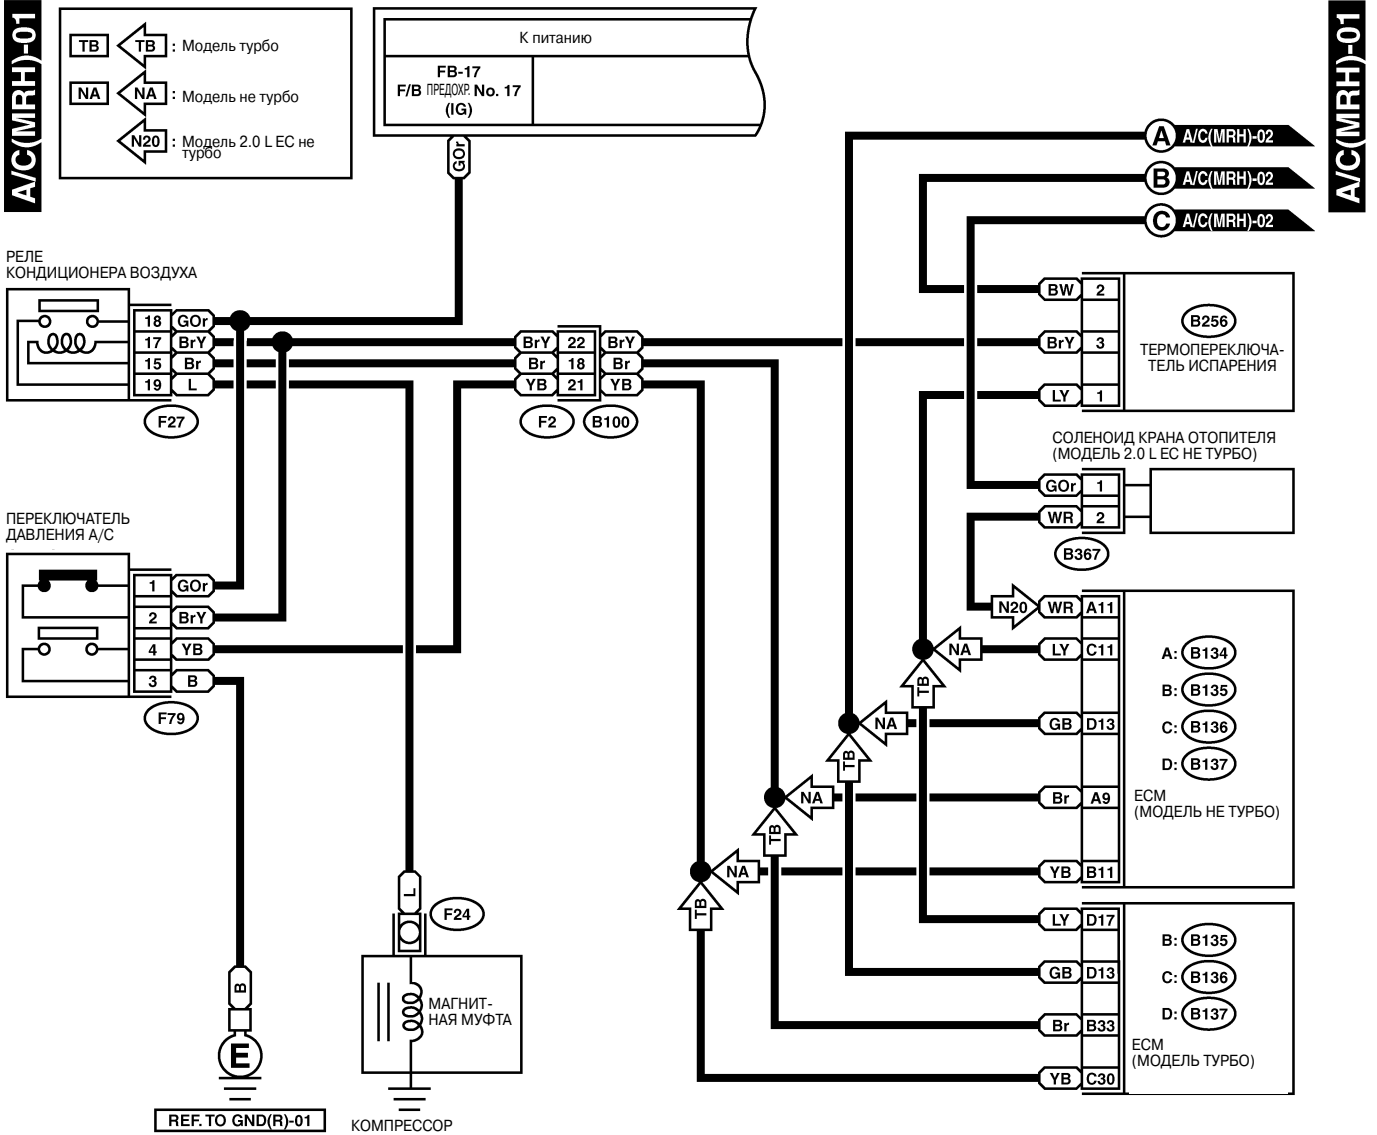 A/C(MRH)-01
TB TB : Модель турбо
NA NA : Модель не турбо
N20 : Модель 2.0 L EC не
турбо
К питанию
FB-17
F/B ПРЕДОХР. No. 17
(IG)
GOr
A A/C(MRH)-02
B A/C(MRH)-02
C A/C(MRH)-02
A/C(MRH)-01
РЕЛЕ
КОНДИЦИОНЕРА ВОЗДУХА
18 GOr
17 BrY
15 Br
19 L
F27
BrY 22 BrY
Br 18 Br
YB 21 YB
F2 B100
BW 2
BrY 3
LY 1
B256
ТЕРМОПЕРЕКЛЮЧА-
ТЕЛЬ ИСПАРЕНИЯ
СОЛЕНОИД КРАНА ОТОПИТЕЛЯ
(МОДЕЛЬ 2.0 L EC НЕ ТУРБО)
GOr 1
WR 2
B367
ПЕРЕКЛЮЧАТЕЛЬ
ДАВЛЕНИЯ A/C
1 GOr
2 BrY
4 YB
3 B
F79
N20 WR A11
NA LY C11
TB
NA GB D13
TB
NA Br A9
TB
NA YB B11
TB
A: B134
B: B135
C: B136
D: B137
ECM
(МОДЕЛЬ НЕ ТУРБО)
LY D17
GB D13
Br B33
YB C30
B: B135
C: B136
D: B137
ECM
(МОДЕЛЬ ТУРБО)
L
F24
МАГНИТ-
НАЯ МУФТА
КОМПРЕССОР
B
E
REF. TO GND(R)-01